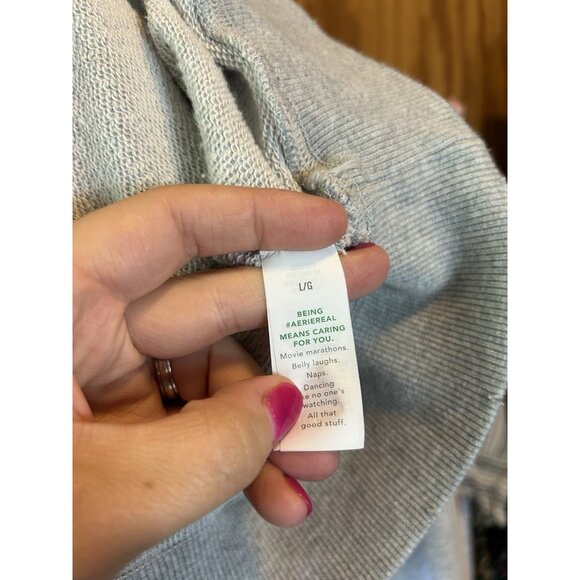 L/G
BEING
#AERIEREAL
MEANS CARING
FOR YOU.
Movie marathons.
Belly laughs.
Naps.
Dancing
no one's
watching.
All that
good stuff.